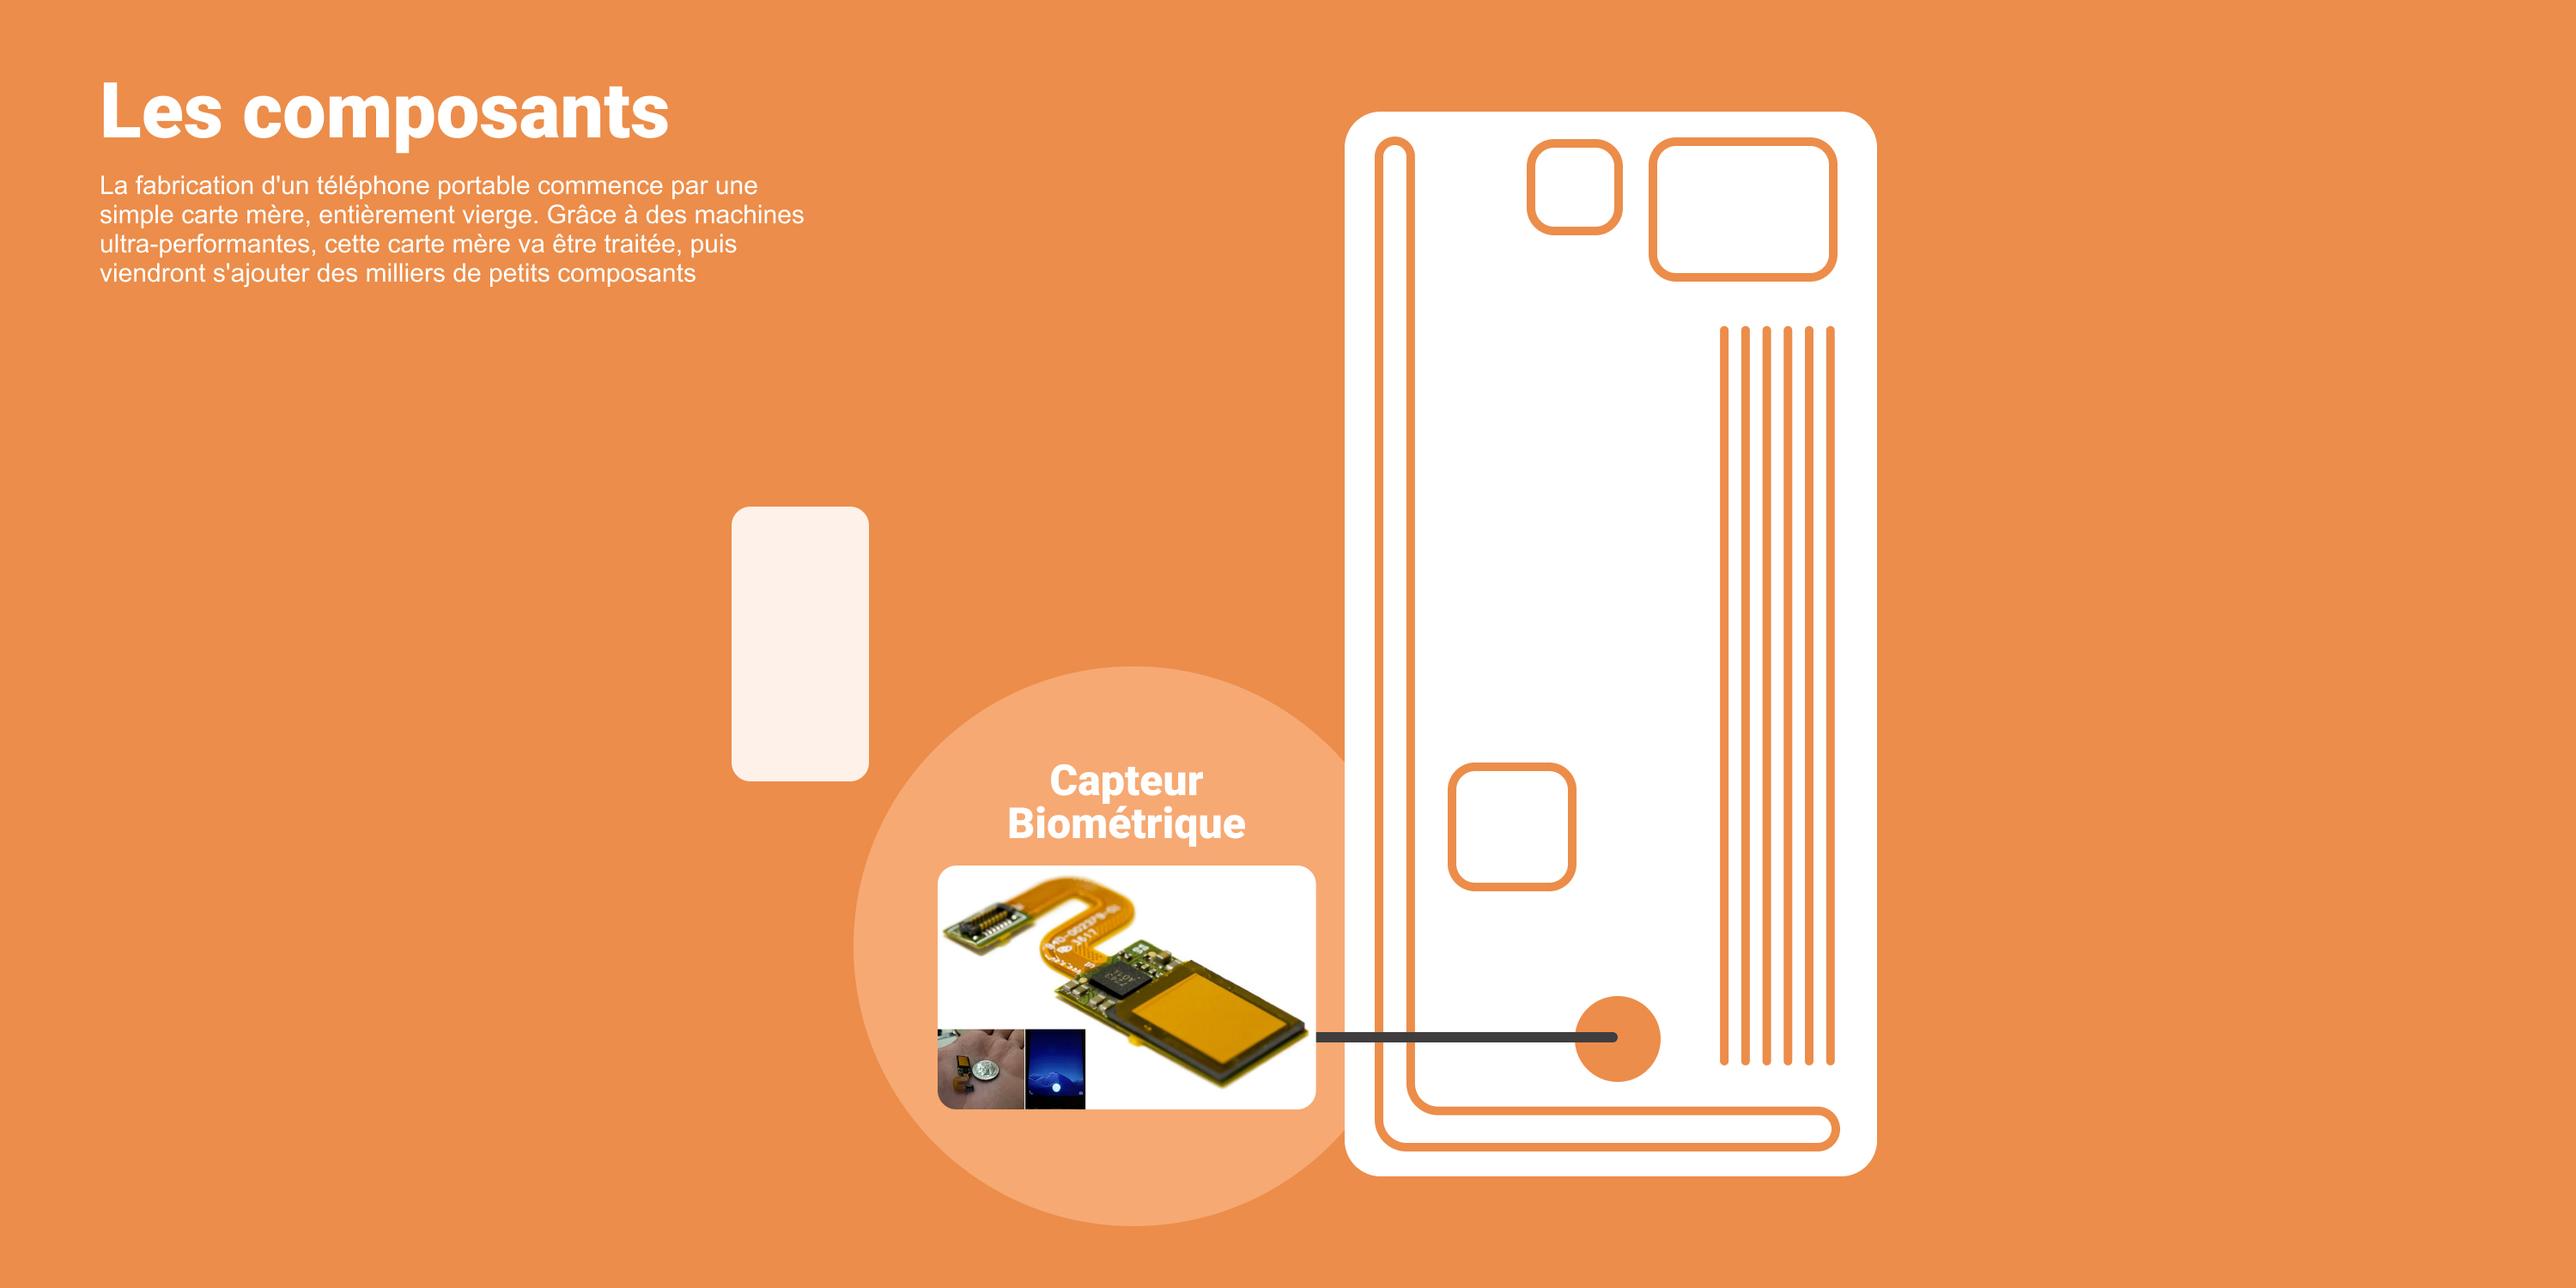 Les composants
La fabrication d'un téléphone portable commence par une
simple carte mère, entièrement vierge. Grâce à des machines
ultra-performantes, cette carte mère va être traitée, puis
viendront s'ajouter des milliers de petits composants
Capteur
Biométrique